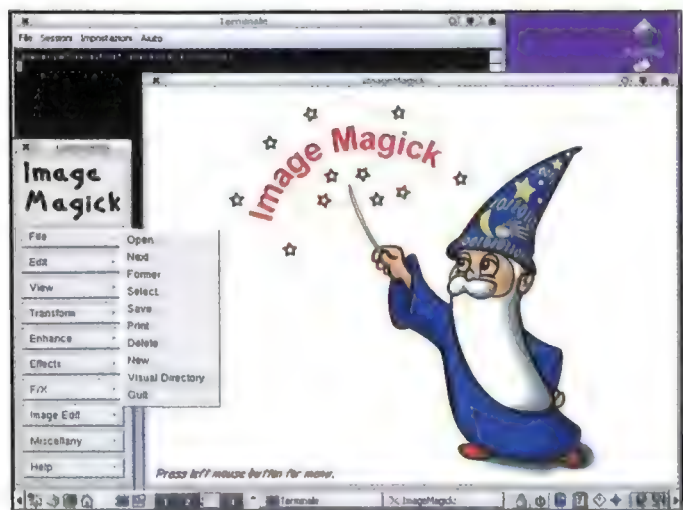 Terminale
File Sessioni Impostazioni Aiuto
ImageMagick
Image Magick
Image
Magick
File
Edit
View
Transform
Enhance
Effects
F/X
Image Edit
Miscellany
Help
Open
Next
Former
Select
Save
Print
Delete
New
Visual Directory
Quit
Press left mouse button for menu.
Terminale
ImageMagick